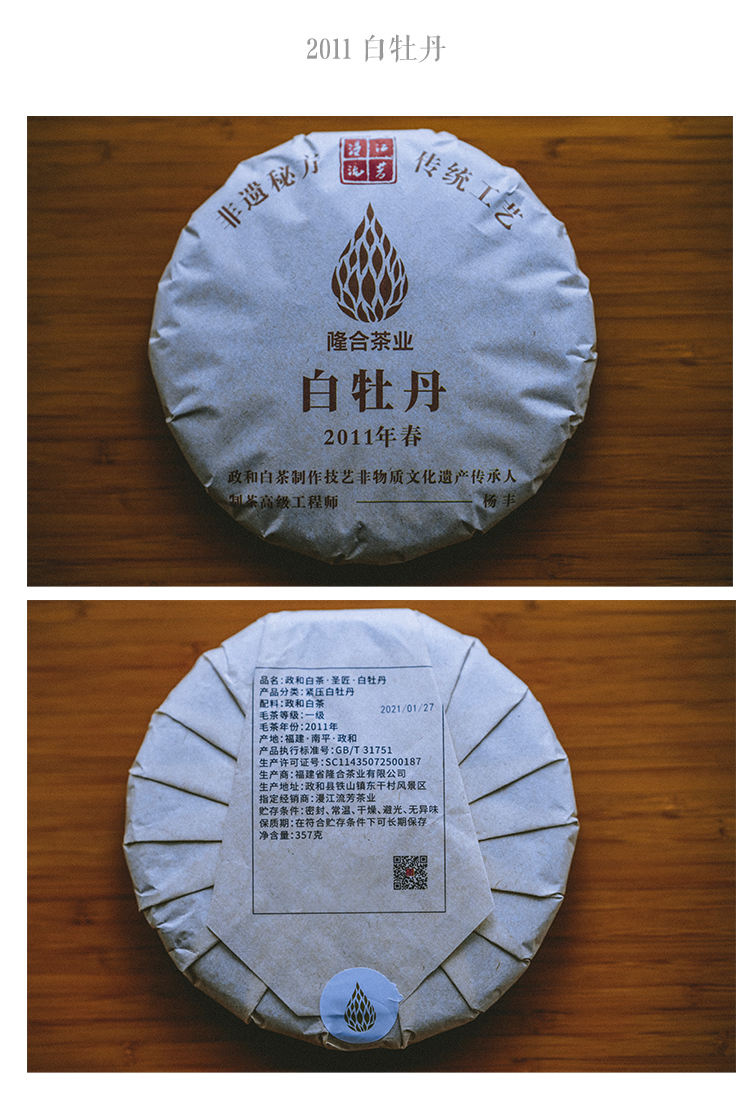 2011 白牡丹
非遗秘方
漫江
流芳
传统工艺
隆合茶业
白牡丹
2011年春
政和白茶制作技艺非物质文化遗产传承人
制茶高级工程师 杨丰
品名:政和白茶·圣匠·白牡丹
产品分类:紧压白牡丹
配料:政和白茶
2021/01/27
毛茶等级:一级
毛茶年份:2011年
产地:福建·南平·政和
产品执行标准号:GB/T 31751
生产许可证号:SC11435072500187
生产商:福建省隆合茶业有限公司
生产地址:政和县铁山镇东干村风景区
指定经销商:漫江流芳茶业
贮存条件:密封、常温、干燥、避光、无异味
保质期:在符合贮存条件下可长期保存
净含量:357克